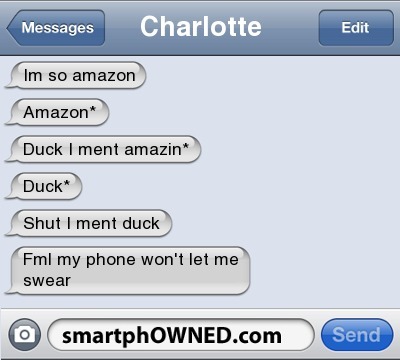 Messages
Charlotte
Edit
Im so amazon
Amazon*
Duck I ment amazin*
Duck*
Shut I ment duck
Fml my phone won't let me
swear
smartphOWNED.com
Send